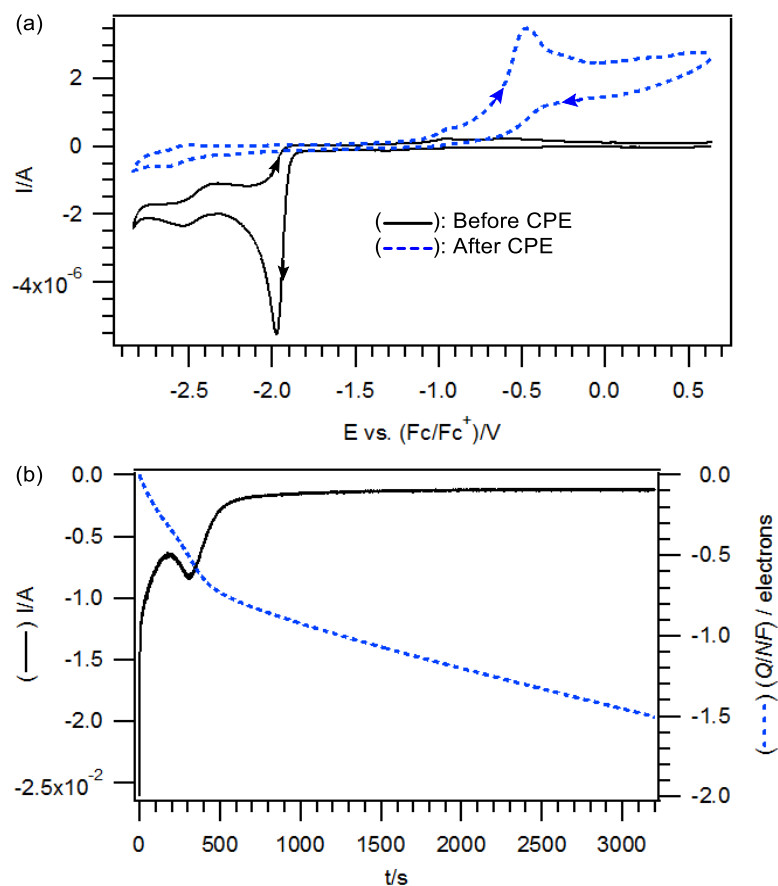 (a)
2
0
-2
-4x10⁻⁶
I/A
(——): Before CPE
(-----): After CPE
-2.5 -2.0 -1.5 -1.0 -0.5 0.0 0.5
E vs. (Fc/Fc⁺)/V
(b)
0.0
-0.5
-1.0
-1.5
-2.0
-2.5x10⁻²
(——) I/A
0.0
-0.5
-1.0
-1.5
-2.0
(-----) (Q/NF) / electrons
0 500 1000 1500 2000 2500 3000
t/s